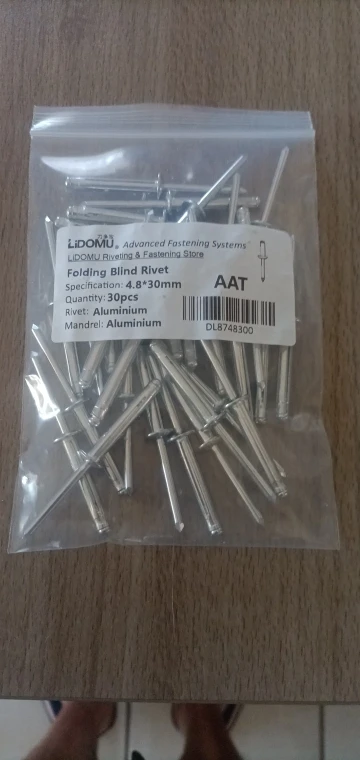 LiDOMU® Advanced Fastening Systems
LiDOMU Riveting & Fastening Store
Folding Blind Rivet
Specification: 4.8*30mm
Quantity: 30pcs
Rivet: Aluminium
Mandrel: Aluminium
AAT
DL8748300